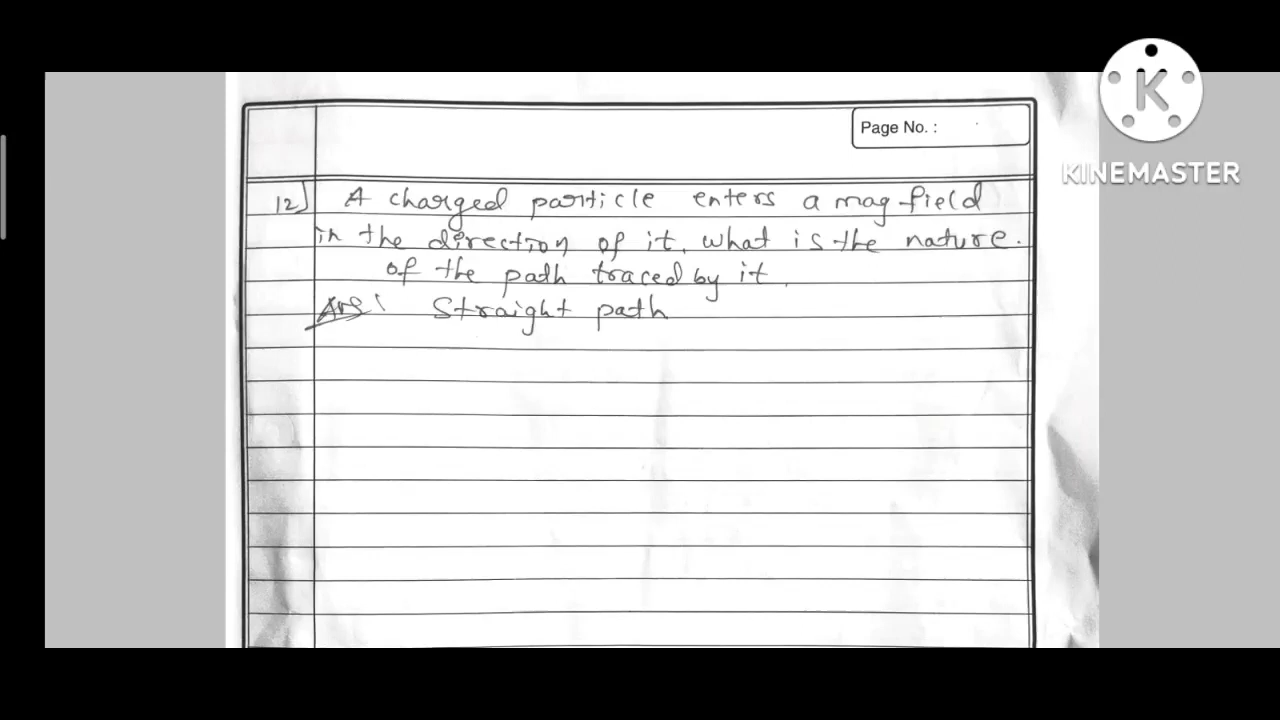 Page No. :
K
KINEMASTER
12] A charged particle enters a mag field
in the direction of it. what is the nature.
of the path traced by it.
Ans: Straight path